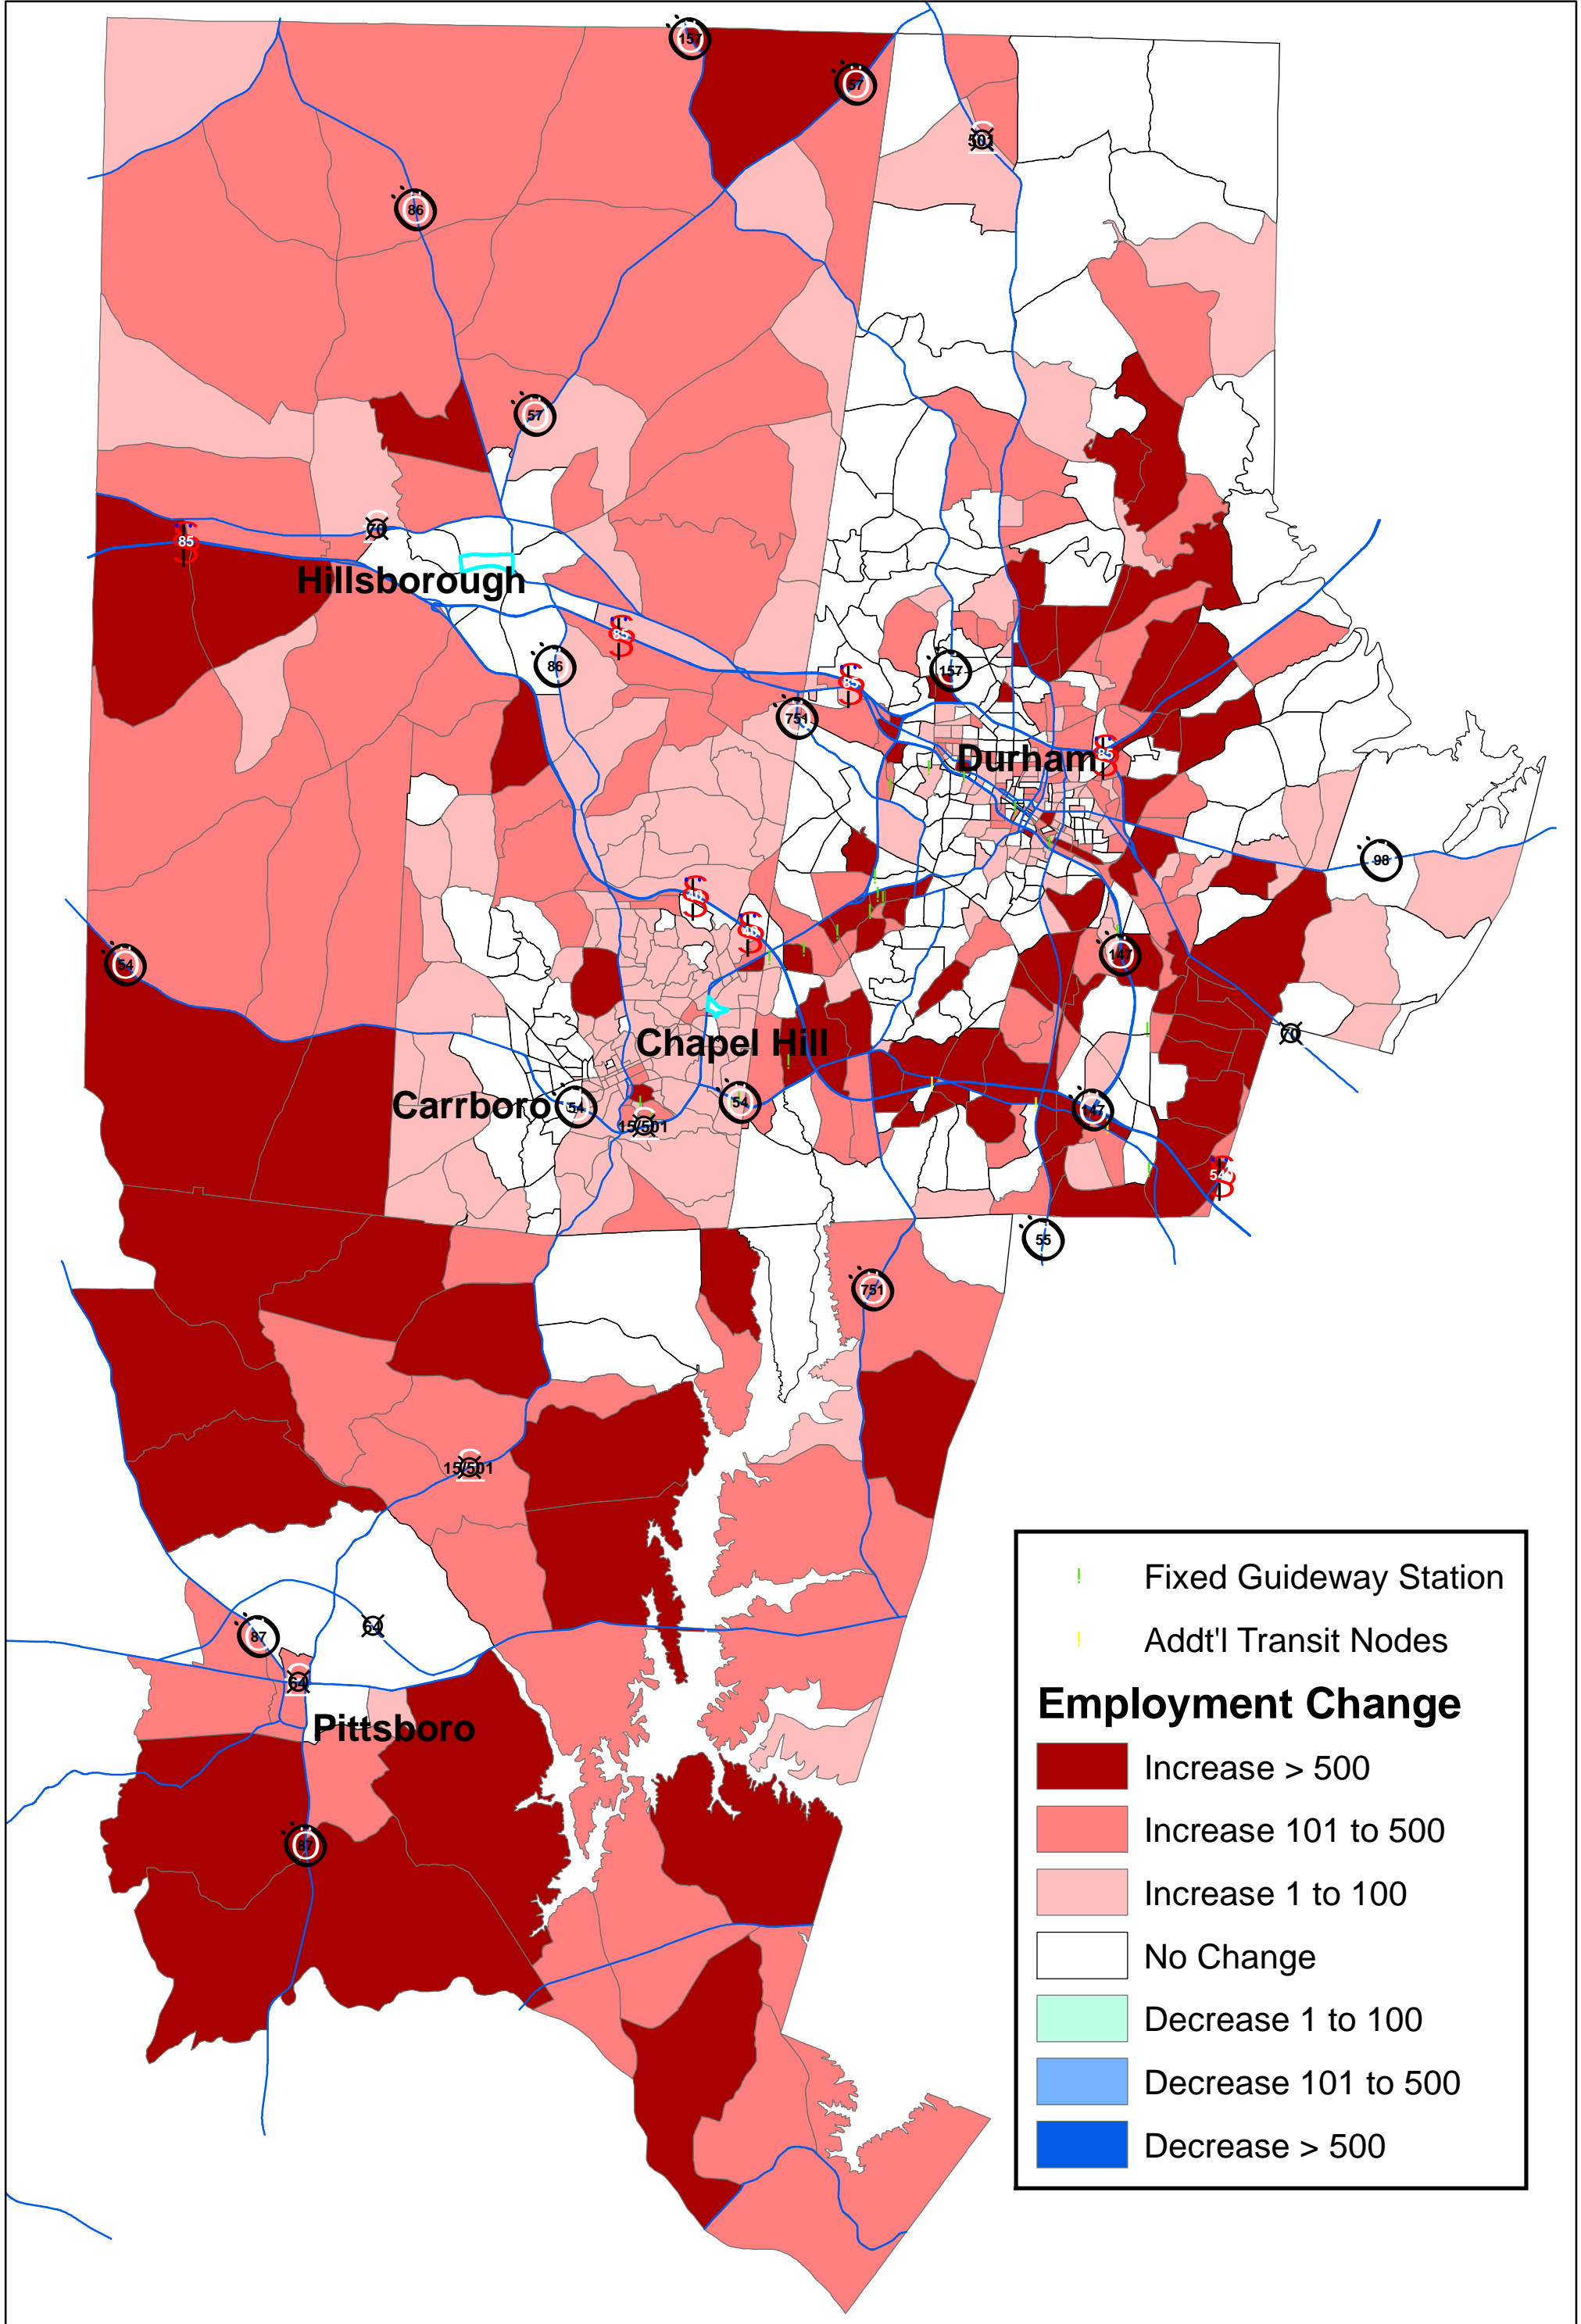 157
57
501
86
57
70
85
Hillsborough
85
86
157
85
751
Durham
85
98
40
40
54
147
70
Chapel Hill
Carrboro
54
54
147
15/501
540
55
751
15/501
87
64
64
Pittsboro
87
Fixed Guideway Station
Addt'l Transit Nodes
Employment Change
Increase > 500
Increase 101 to 500
Increase 1 to 100
No Change
Decrease 1 to 100
Decrease 101 to 500
Decrease > 500